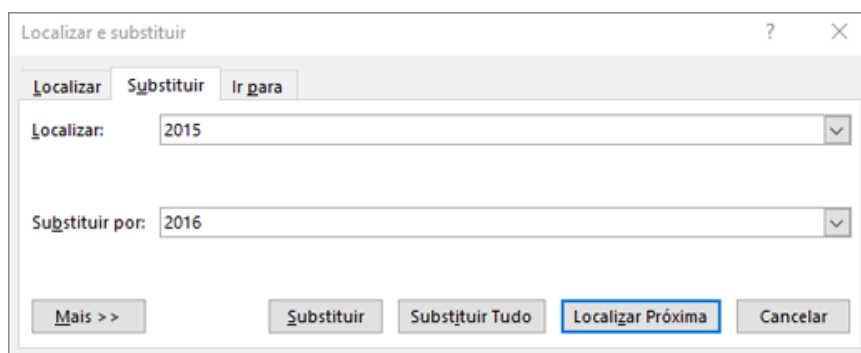 Localizar e substituir ?
Localizar Substituir Ir para
Localizar: 2015
Substituir por: 2016
Mais >> Substituir Substituir Tudo Localizar Próxima Cancelar